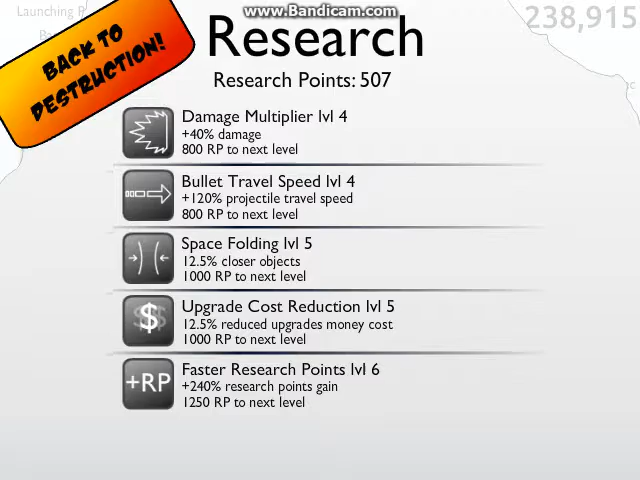 www.Bandicam.com
Launching R
238,915
BACK TO
DESTRUCTION!
Research
Research Points: 507
Damage Multiplier lvl 4
+40% damage
800 RP to next level
Bullet Travel Speed lvl 4
+120% projectile travel speed
800 RP to next level
Space Folding lvl 5
12.5% closer objects
1000 RP to next level
$
Upgrade Cost Reduction lvl 5
12.5% reduced upgrades money cost
1000 RP to next level
+RP
Faster Research Points lvl 6
+240% research points gain
1250 RP to next level